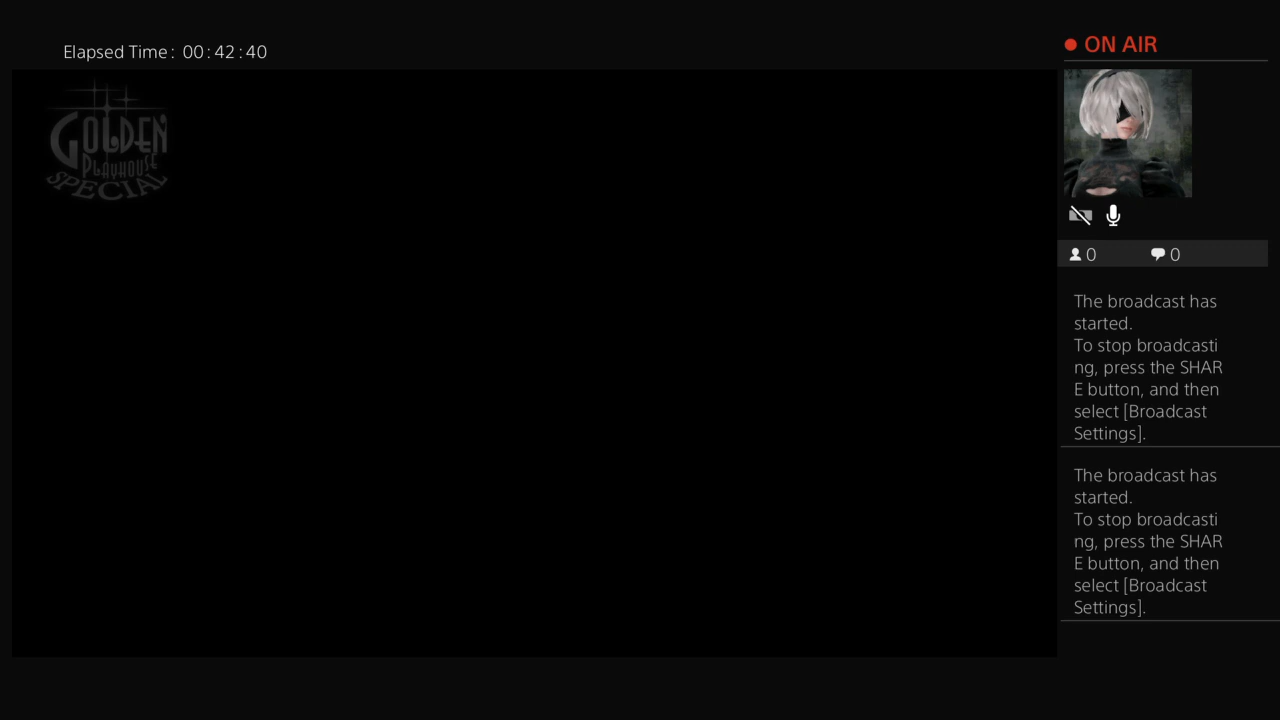 Elapsed Time: 00:42:40
ON AIR
GOLDEN
PLAYHOUSE
SPECIAL
0 0
The broadcast has
started.
To stop broadcasti
ng, press the SHAR
E button, and then
select [Broadcast
Settings].
The broadcast has
started.
To stop broadcasti
ng, press the SHAR
E button, and then
select [Broadcast
Settings].